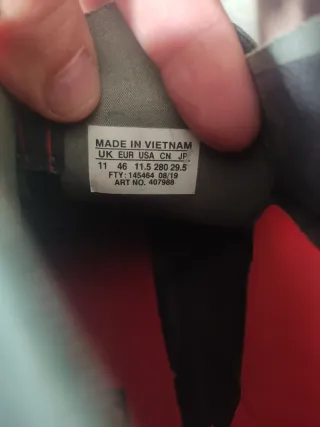 MADE IN VIETNAM
UK EUR USA CN JP
11 46 11.5 280 29.5
FTY: 145464 08/19
ART NO. 407988